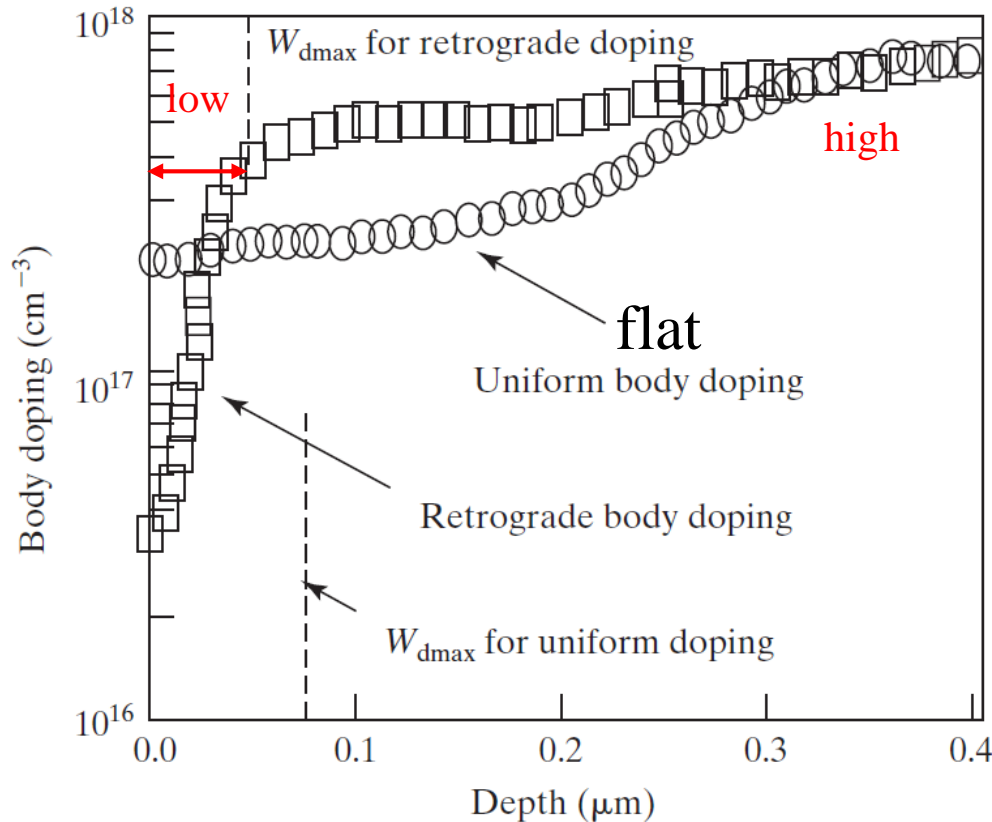 10^18
W_dmax for retrograde doping
low
high
flat
Uniform body doping
10^17
Body doping (cm^−3)
Retrograde body doping
W_dmax for uniform doping
10^16
0.0 0.1 0.2 0.3 0.4
Depth (μm)